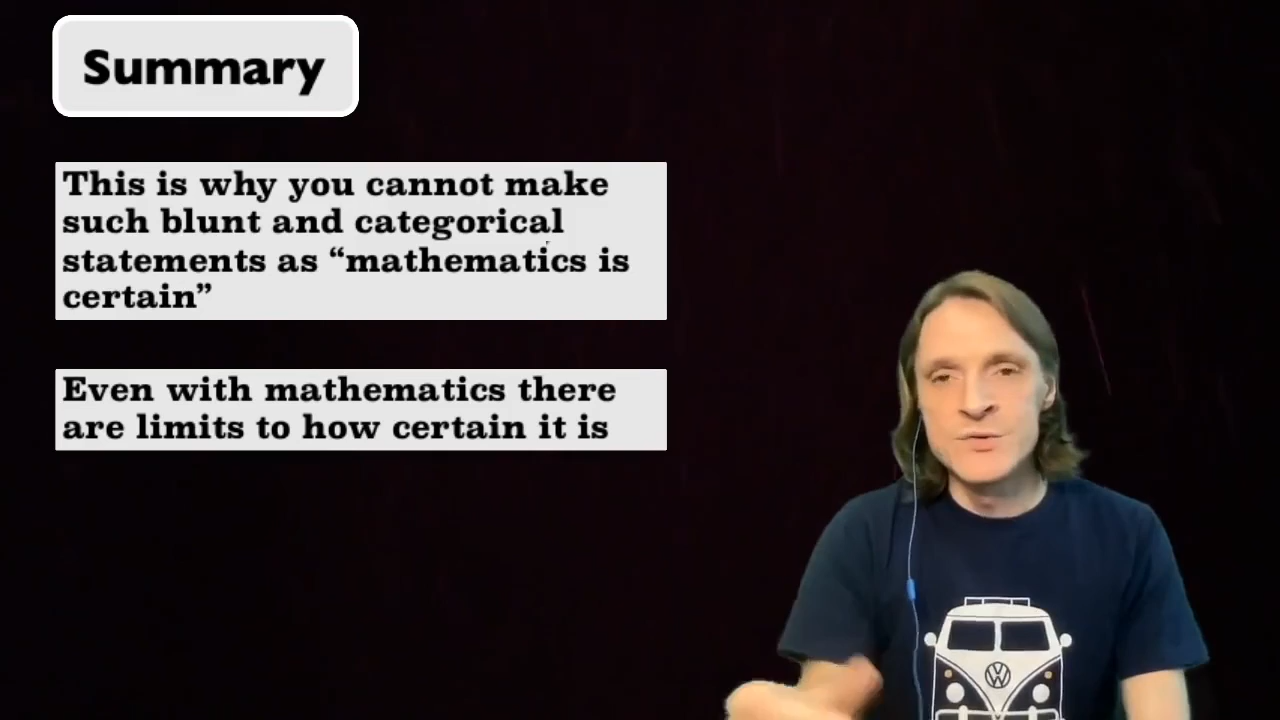 Summary
This is why you cannot make
such blunt and categorical
statements as “mathematics is
certain”
Even with mathematics there
are limits to how certain it is